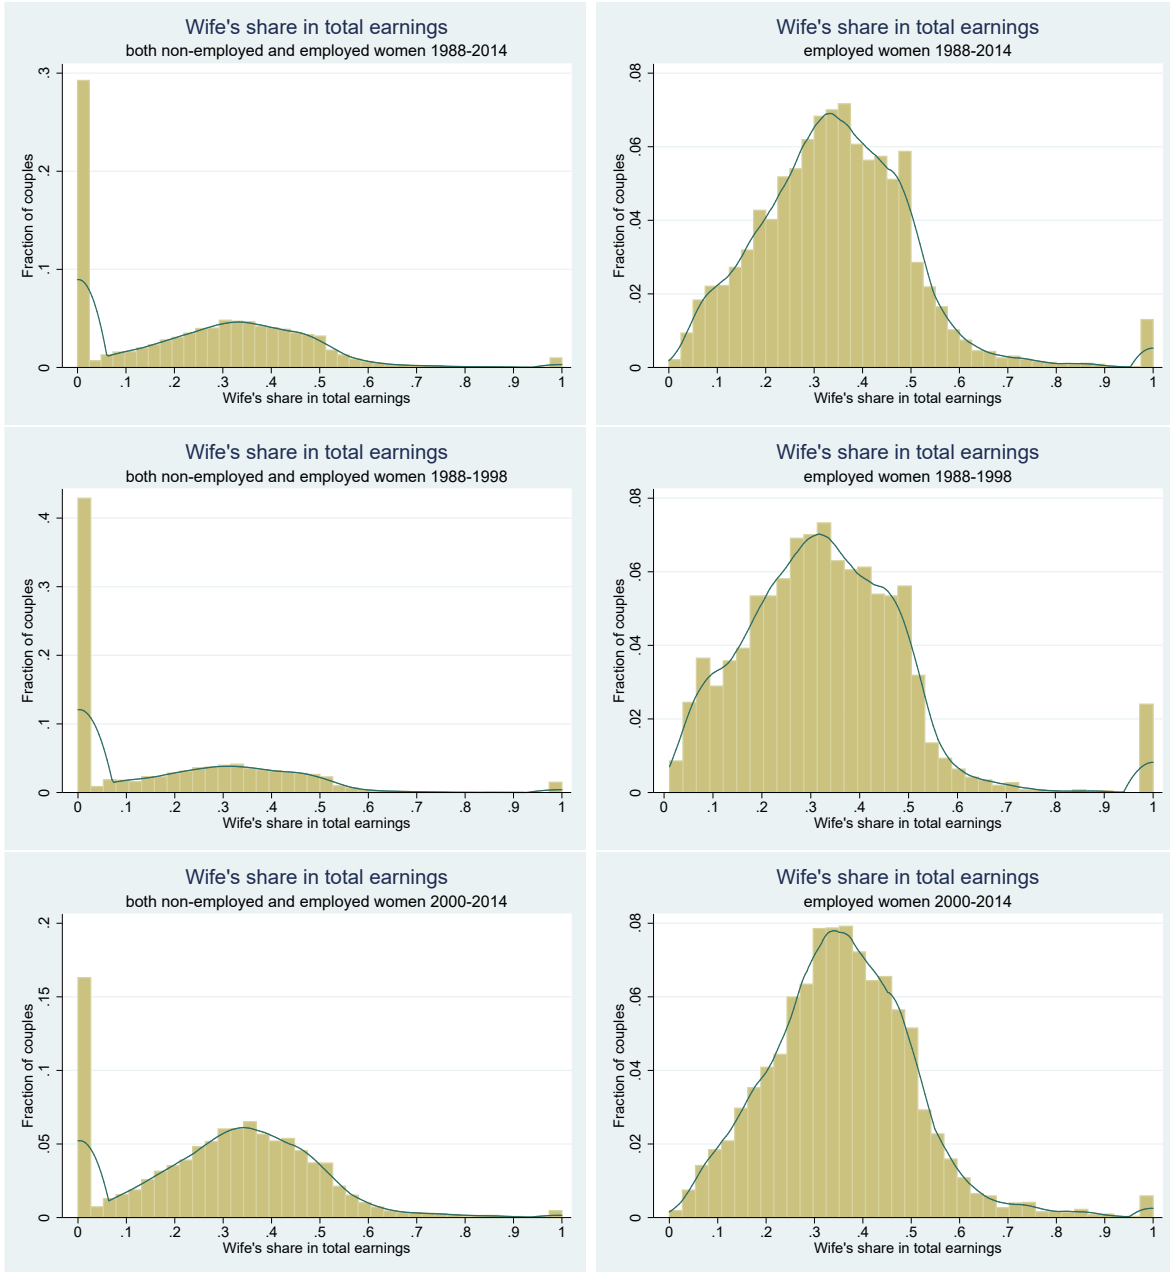 Wife's share in total earnings
both non-employed and employed women 1988-2014
Fraction of couples
.3
.2
.1
0
0 .1 .2 .3 .4 .5 .6 .7 .8 .9 1
Wife's share in total earnings
Wife's share in total earnings
employed women 1988-2014
Fraction of couples
.08
.06
.04
.02
0
0 .1 .2 .3 .4 .5 .6 .7 .8 .9 1
Wife's share in total earnings
Wife's share in total earnings
both non-employed and employed women 1988-1998
Fraction of couples
.4
.3
.2
.1
0
0 .1 .2 .3 .4 .5 .6 .7 .8 .9 1
Wife's share in total earnings
Wife's share in total earnings
employed women 1988-1998
Fraction of couples
.08
.06
.04
.02
0
0 .1 .2 .3 .4 .5 .6 .7 .8 .9 1
Wife's share in total earnings
Wife's share in total earnings
both non-employed and employed women 2000-2014
Fraction of couples
.2
.15
.1
.05
0
0 .1 .2 .3 .4 .5 .6 .7 .8 .9 1
Wife's share in total earnings
Wife's share in total earnings
employed women 2000-2014
Fraction of couples
.08
.06
.04
.02
0
0 .1 .2 .3 .4 .5 .6 .7 .8 .9 1
Wife's share in total earnings